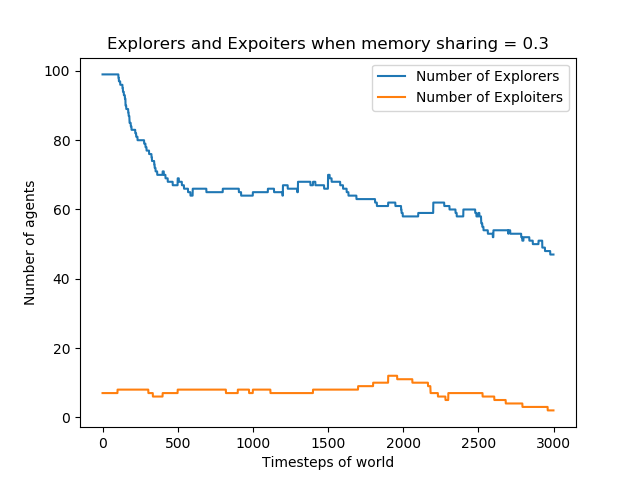 Explorers and Expoiters when memory sharing = 0.3
Number of Explorers
Number of Exploiters
Number of agents
100
80
60
40
20
0
0 500 1000 1500 2000 2500 3000
Timesteps of world